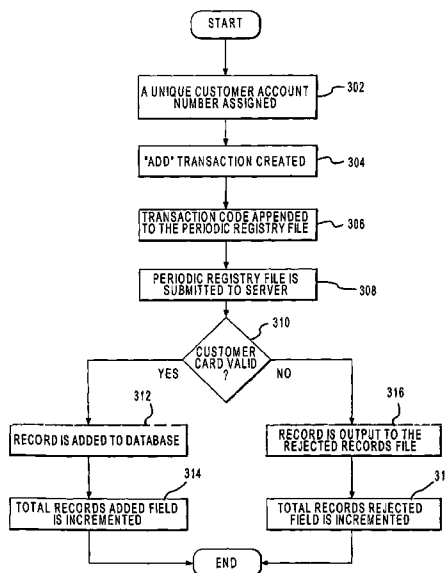 START
A UNIQUE CUSTOMER ACCOUNT
NUMBER ASSIGNED
302
"ADD" TRANSACTION CREATED
304
TRANSACTION CODE APPENDED
TO THE PERIODIC REGISTRY FILE
306
PERIODIC REGISTRY FILE IS
SUBMITTED TO SERVER
308
310
CUSTOMER
CARD VALID
?
YES
NO
312
RECORD IS ADDED TO DATABASE
316
RECORD IS OUTPUT TO THE
REJECTED RECORDS FILE
314
TOTAL RECORDS ADDED FIELD
IS INCREMENTED
31
TOTAL RECORDS REJECTED
FIELD IS INCREMENTED
END